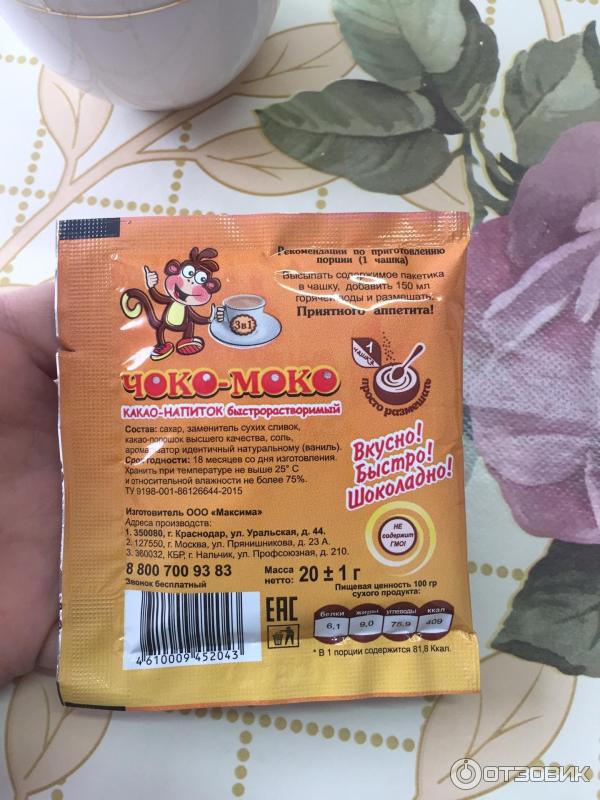 Рекомендации по приготовлению
порции (1 чашка)
Высыпать содержимое пакетика
в чашку, добавить 150 мл
горячей воды и размешать.
Приятного аппетита!
3в1
ЧОКО-МОКО
КАКАО-НАПИТОК быстрорастворимый
1 ЧАШКА
просто размешать
Состав: сахар, заменитель сухих сливок,
какао-порошок высшего качества, соль,
ароматизатор идентичный натуральному (ваниль).
Срок годности: 18 месяцев со дня изготовления.
Хранить при температуре не выше 25° С
и относительной влажности не более 75%.
ТУ 9198-001-86126644-2015
Вкусно!
Быстро!
Шоколадно!
Изготовитель ООО «Максима»
Адреса производств:
1. 350080, г. Краснодар, ул. Уральская, д. 44.
2. 127550, г. Москва, ул. Прянишникова, д. 23 А.
3. 360032, КБР, г. Нальчик, ул. Профсоюзная, д. 210.
НЕ
содержит
ГМО!
8 800 700 93 83
Звонок бесплатный
Масса
нетто: 20 ± 1 г
Пищевая ценность 100 гр
сухого продукта:
белки жиры углеводы ккал
6,1 9,0 75,9 409
* В 1 порции содержится 81,8 Ккал.
EAC
4 610009 452043
ОТЗОВИК